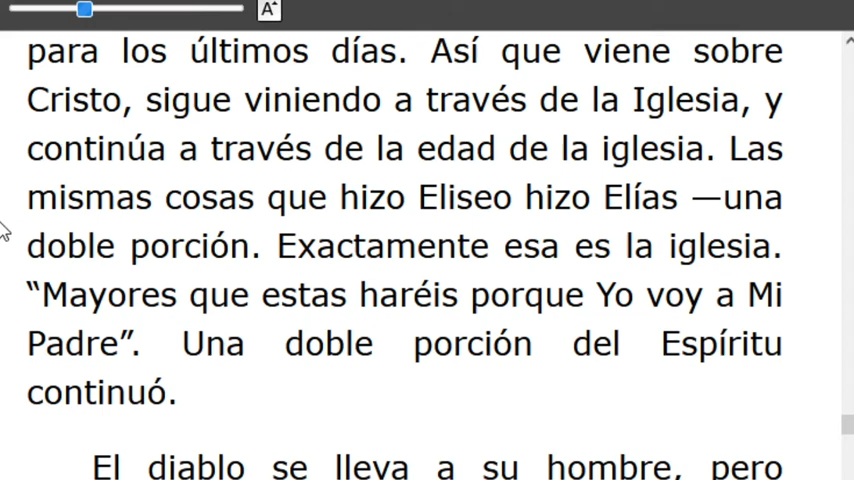 A
para los últimos días. Así que viene sobre
Cristo, sigue viniendo a través de la Iglesia, y
continúa a través de la edad de la iglesia. Las
mismas cosas que hizo Eliseo hizo Elías —una
doble porción. Exactamente esa es la iglesia.
“Mayores que estas haréis porque Yo voy a Mi
Padre”. Una doble porción del Espíritu
continuó.
El diablo se lleva a su hombre, pero